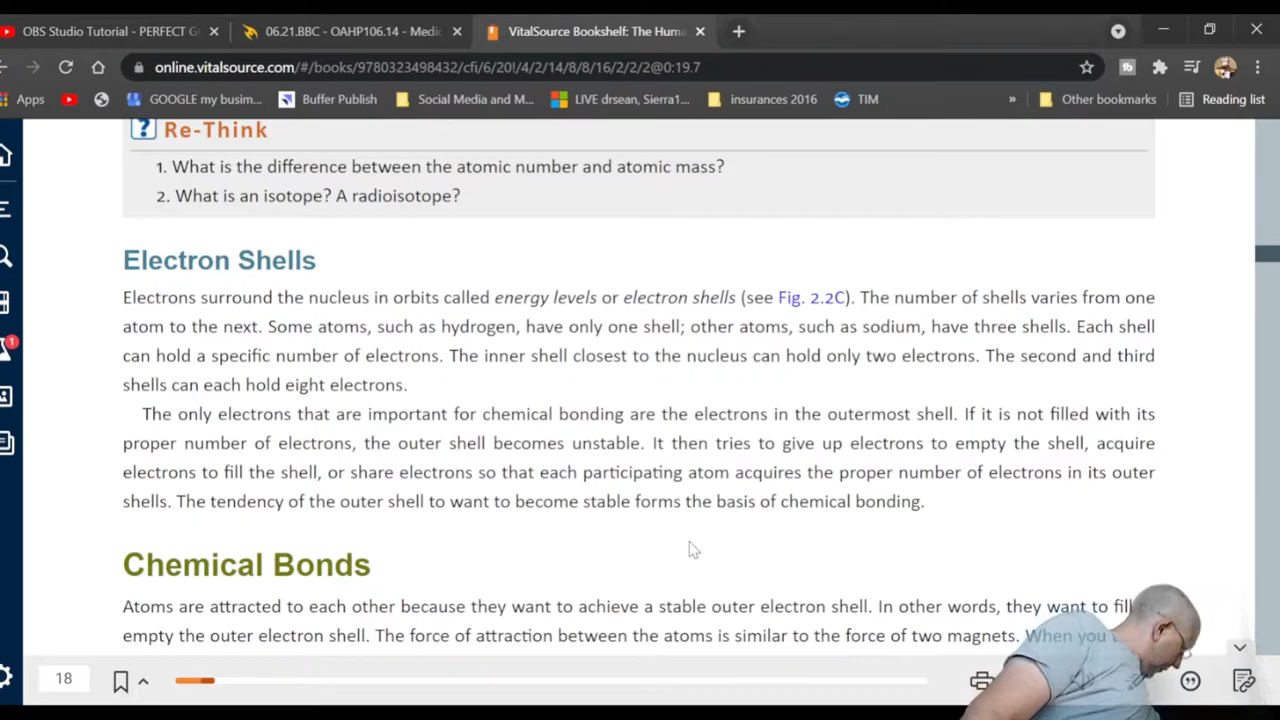 OBS Studio Tutorial - PERFECT G
06.21.BBC - OAHP106.14 - Medic
VitalSource Bookshelf: The Huma
online.vitalsource.com/#/books/9780323498432/cfi/6/20!/4/2/14/8/8/16/2/2/2@0:19.7
Apps
GOOGLE my busim...
Buffer Publish
Social Media and M...
LIVE drsean, Sierra1...
insurances 2016
TIM
»
Other bookmarks
Reading list
? Re-Think
1. What is the difference between the atomic number and atomic mass?
2. What is an isotope? A radioisotope?
Electron Shells
Electrons surround the nucleus in orbits called energy levels or electron shells (see Fig. 2.2C). The number of shells varies from one
atom to the next. Some atoms, such as hydrogen, have only one shell; other atoms, such as sodium, have three shells. Each shell
can hold a specific number of electrons. The inner shell closest to the nucleus can hold only two electrons. The second and third
shells can each hold eight electrons.
The only electrons that are important for chemical bonding are the electrons in the outermost shell. If it is not filled with its
proper number of electrons, the outer shell becomes unstable. It then tries to give up electrons to empty the shell, acquire
electrons to fill the shell, or share electrons so that each participating atom acquires the proper number of electrons in its outer
shells. The tendency of the outer shell to want to become stable forms the basis of chemical bonding.
1
Chemical Bonds
Atoms are attracted to each other because they want to achieve a stable outer electron shell. In other words, they want to fill
empty the outer electron shell. The force of attraction between the atoms is similar to the force of two magnets. When you
18